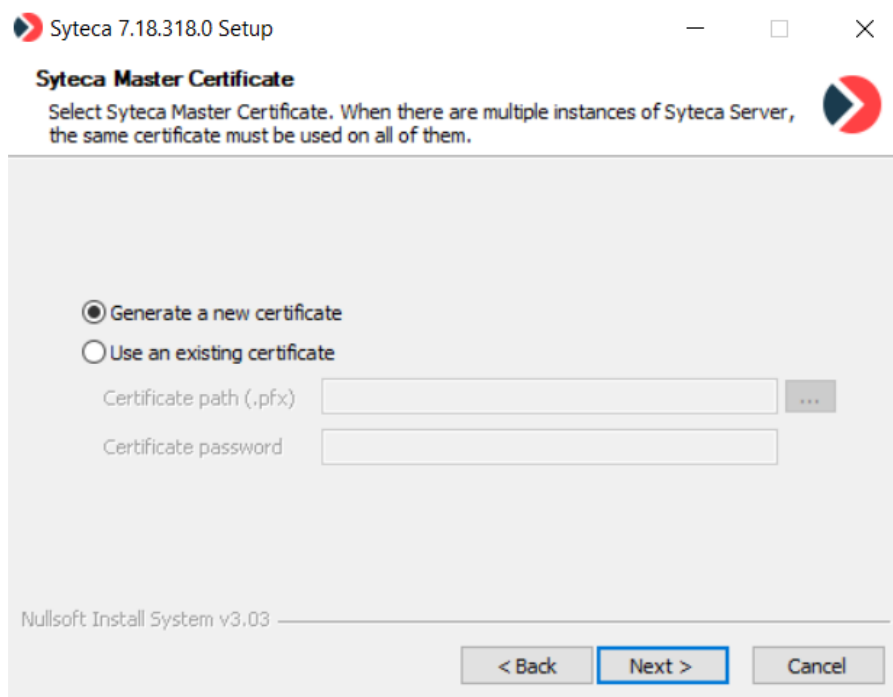 Syteca 7.18.318.0 Setup
Syteca Master Certificate
Select Syteca Master Certificate. When there are multiple instances of Syteca Server,
the same certificate must be used on all of them.
Generate a new certificate
Use an existing certificate
Certificate path (.pfx)
...
Certificate password
Nullsoft Install System v3.03
< Back
Next >
Cancel